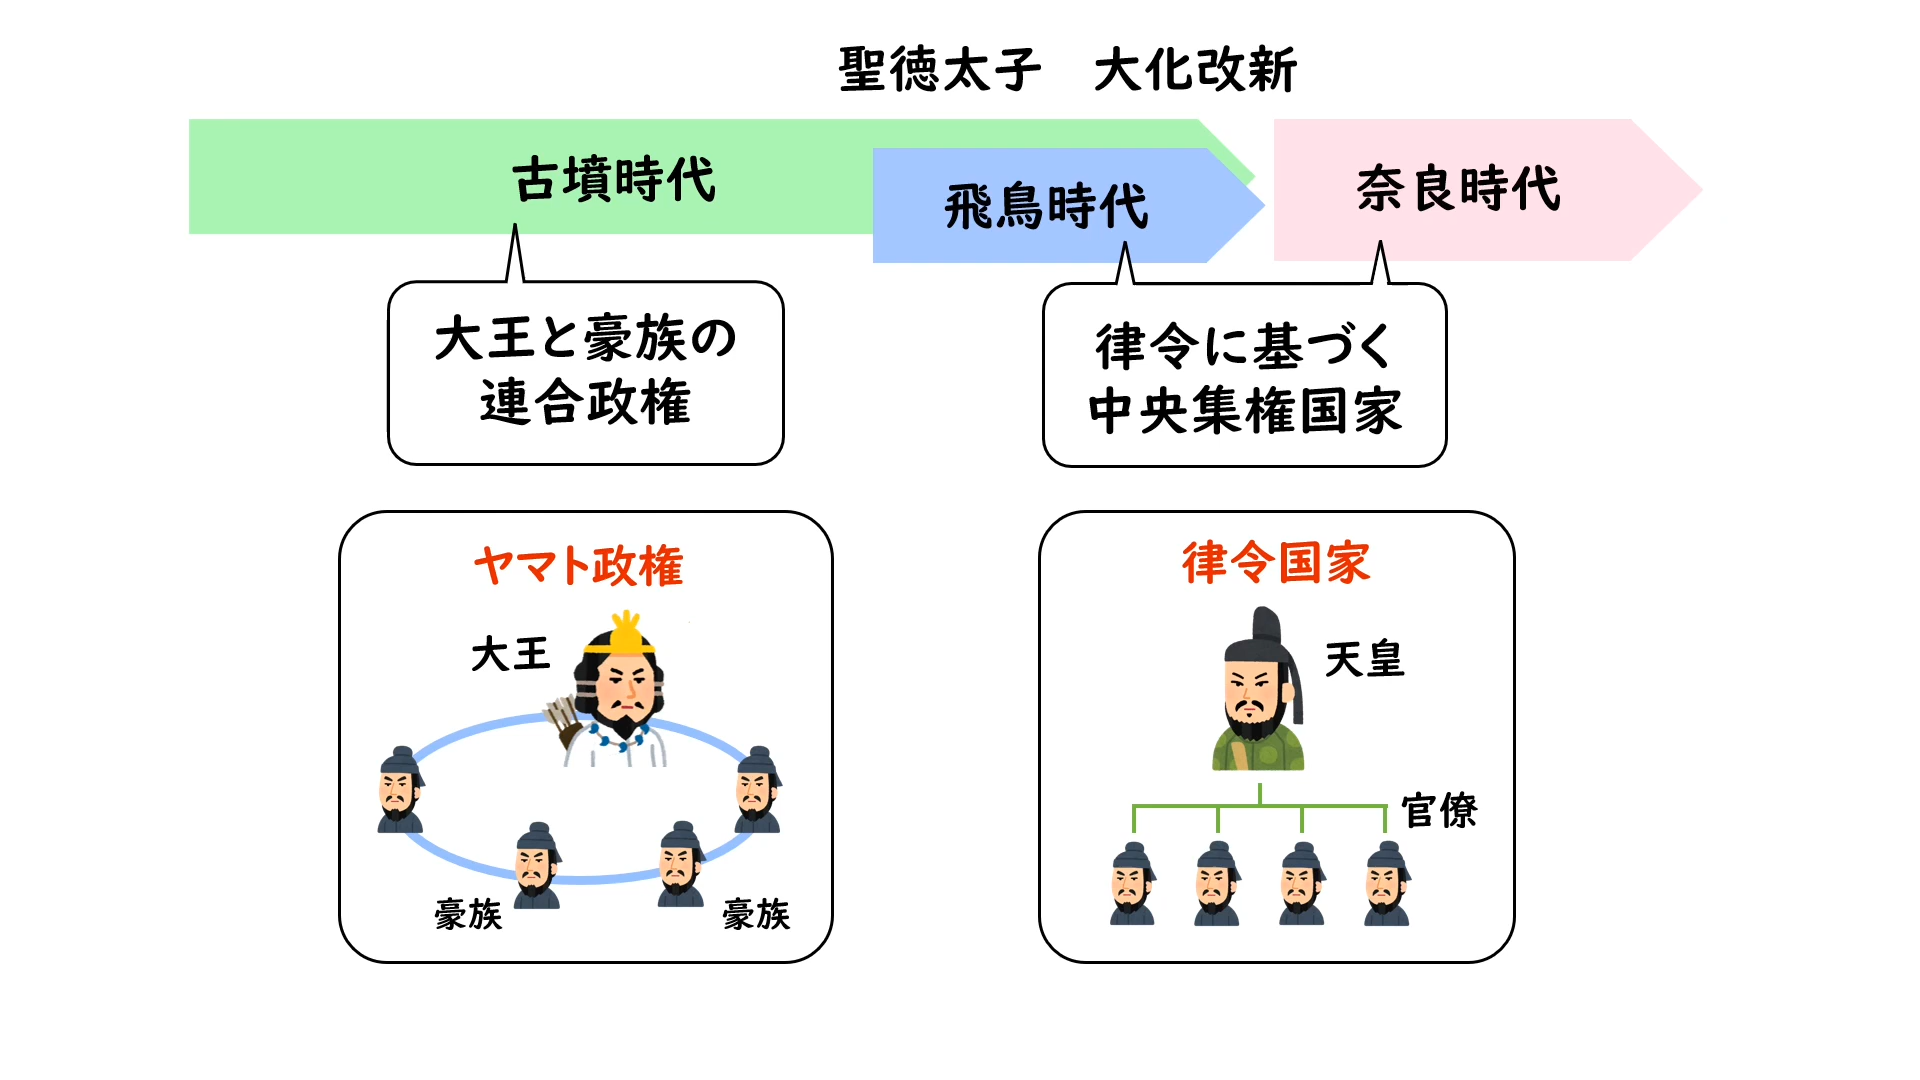 聖徳太子　大化改新
古墳時代
飛鳥時代
奈良時代
大王と豪族の
連合政権
律令に基づく
中央集権国家
ヤマト政権
大王
豪族
豪族
律令国家
天皇
官僚